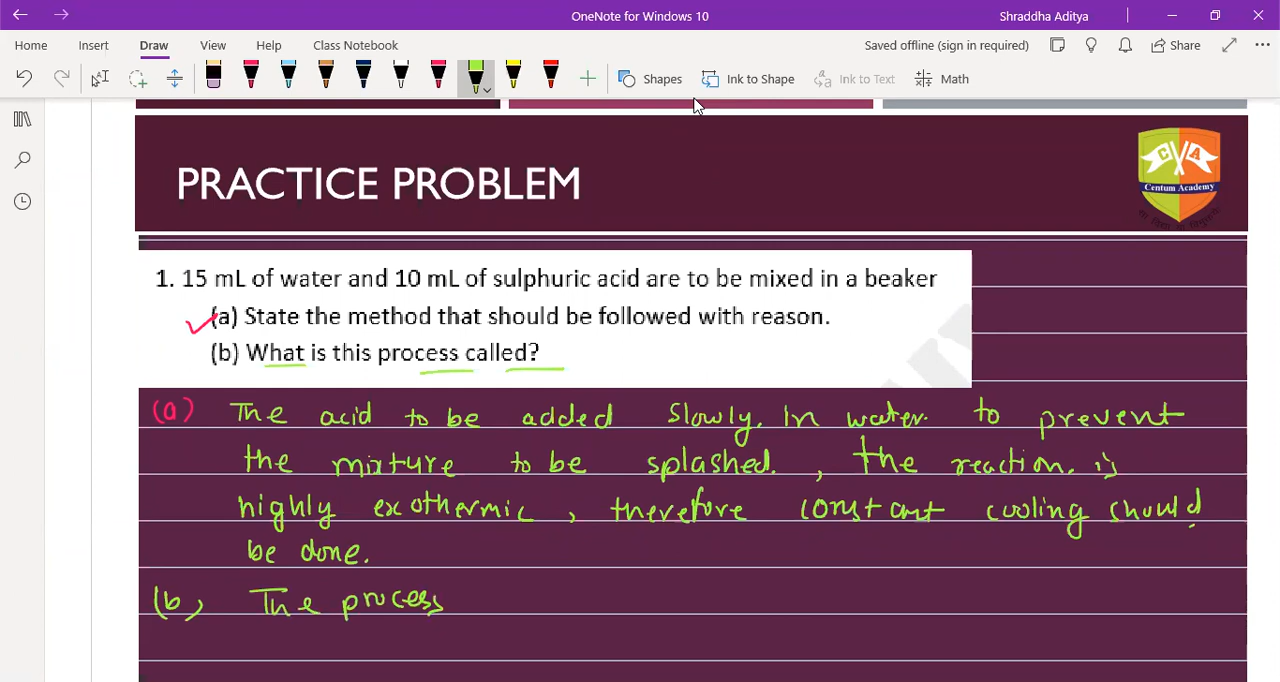 OneNote for Windows 10
Shraddha Aditya
Home Insert Draw View Help Class Notebook
Saved offline (sign in required) Share
Shapes Ink to Shape Ink to Text Math
PRACTICE PROBLEM
CA
Centum Academy
1. 15 mL of water and 10 mL of sulphuric acid are to be mixed in a beaker
(a) State the method that should be followed with reason.
(b) What is this process called?
(a) The acid to be added slowly. In water. to prevent
the mixture to be splashed. , the reaction. is
highly exothermic, therefore constant cooling should
be done.
(b) The process